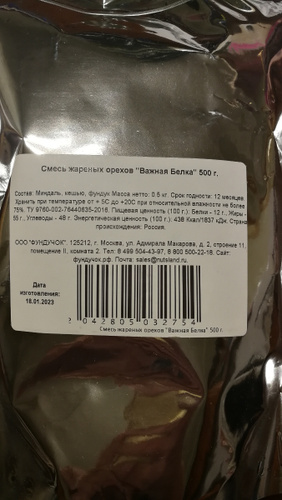 Смесь жареных орехов "Важная Белка" 500 г.
Состав: Миндаль, кешью, фундук Масса нетто: 0.5 кг. Срок годности: 12 месяцев
Хранить при температуре от + 5С до +20С при относительной влажности не более
75%. ТУ 9760-002-76440635-2016. Пищевая ценность (100 г.): Белки - 12 г., Жиры -
55 г., Углеводы - 48 г. Энергетическая ценность (100 г.): 438 Ккал/1837 кДж. Страна
происхождения: Россия.
ООО "ФУНДУЧОК" 125212, г. Москва, ул. Адмирала Макарова, д. 2, строение 11,
помещение II, комната 2. Тел: 8 499 504-43-97, 8 800 500-22-18. Сайт:
фундучок.рф. Почта: sales@nutsland.ru.
Дата
изготовления:
18.01.2023
2 042805 032754
Смесь жареных орехов "Важная Белка" 500 г.